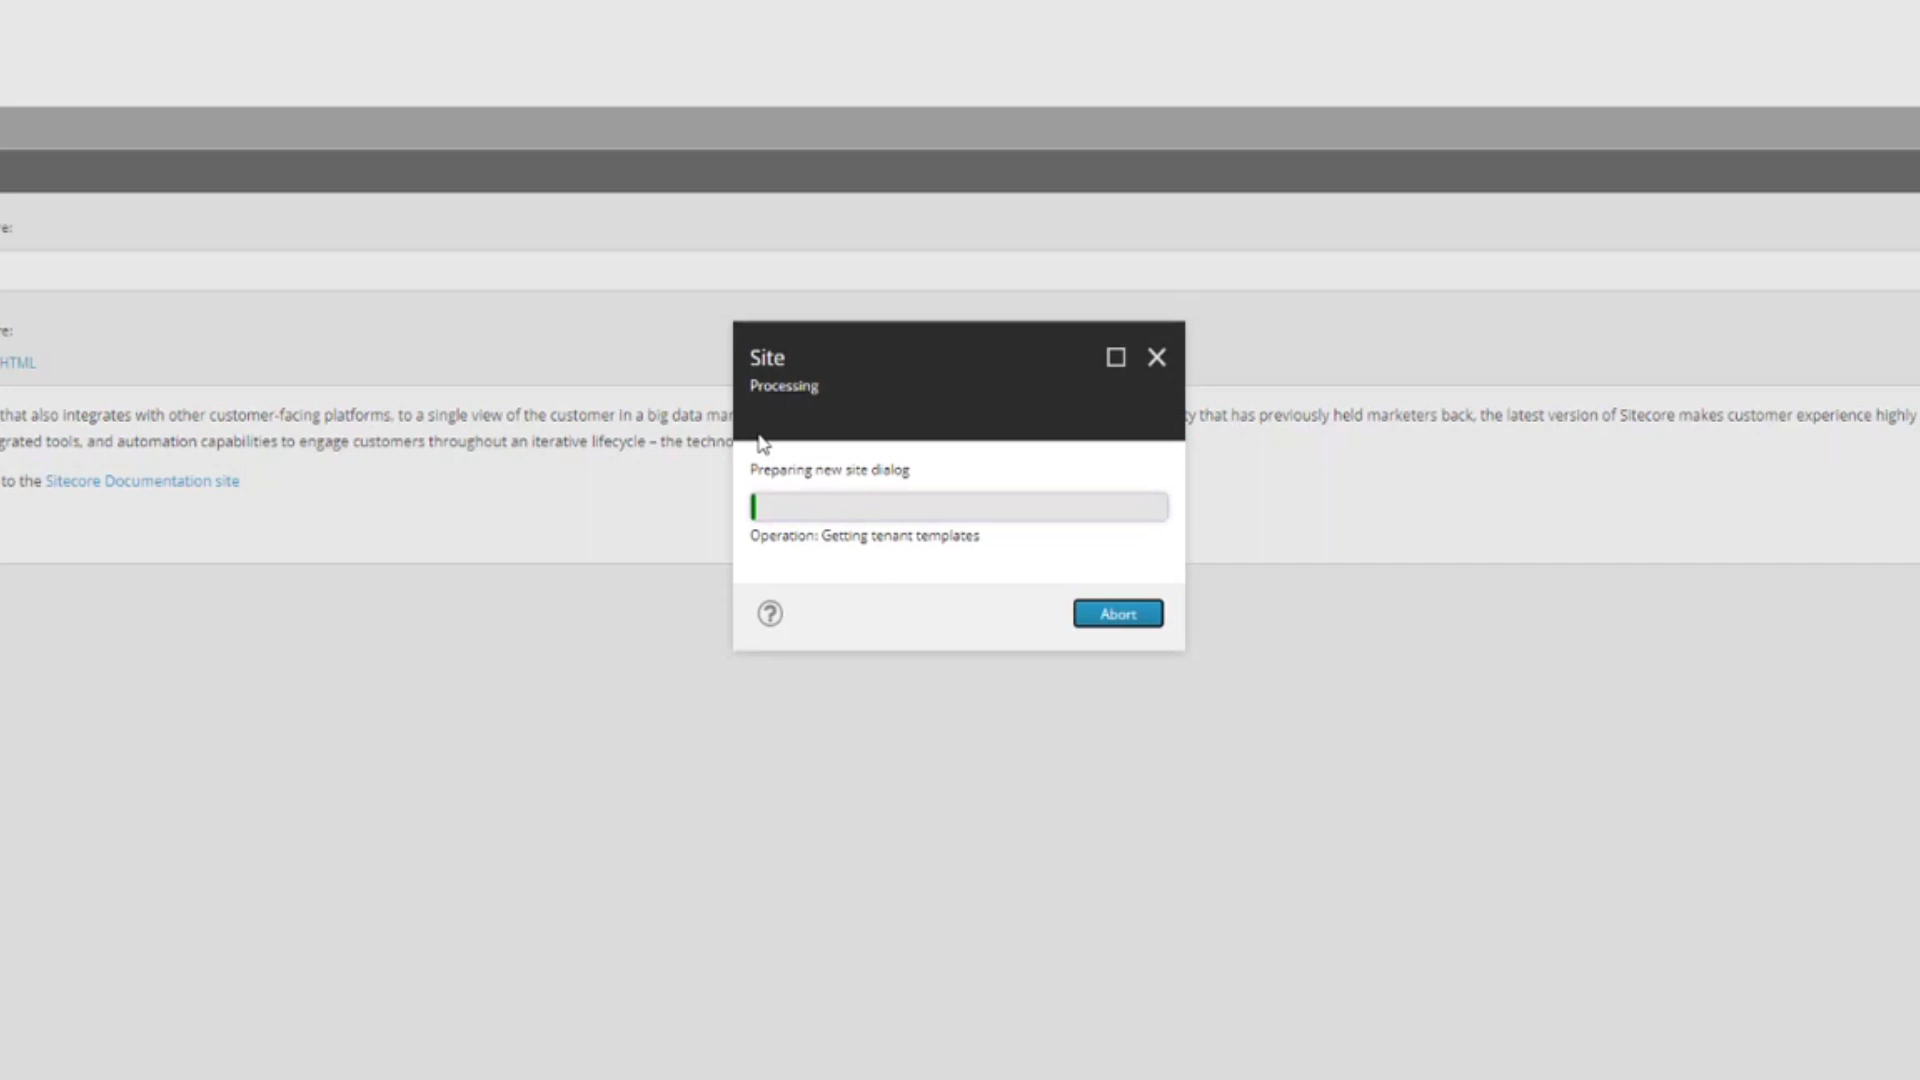 re:
re:
HTML
Site
Processing
that also integrates with other customer-facing platforms, to a single view of the customer in a big data mar
ty that has previously held marketers back, the latest version of Sitecore makes customer experience highly
grated tools, and automation capabilities to engage customers throughout an iterative lifecycle – the techno
Preparing new site dialog
to the Sitecore Documentation site
Operation: Getting tenant templates
?
Abort